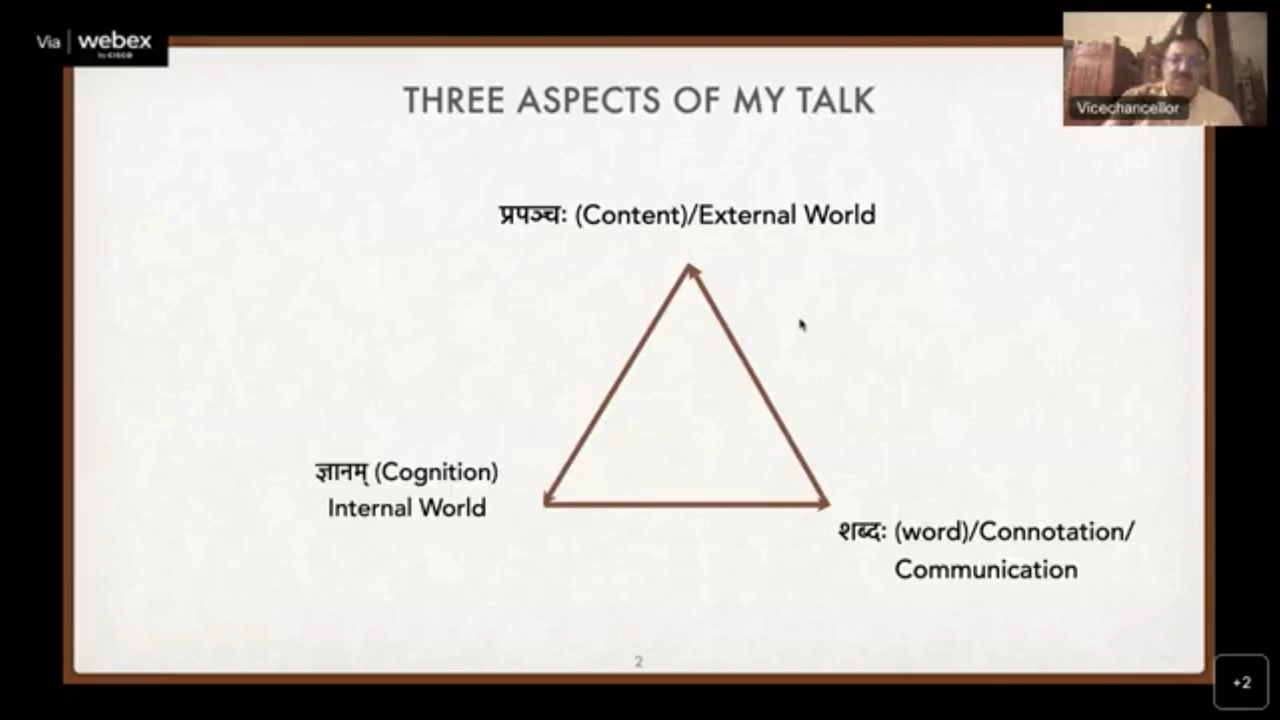 Via webex
by CISCO
THREE ASPECTS OF MY TALK
Vicechancellor
प्रपञ्चः (Content)/External World
ज्ञानम् (Cognition)
Internal World
शब्दः (word)/Connotation/
Communication
2
+2